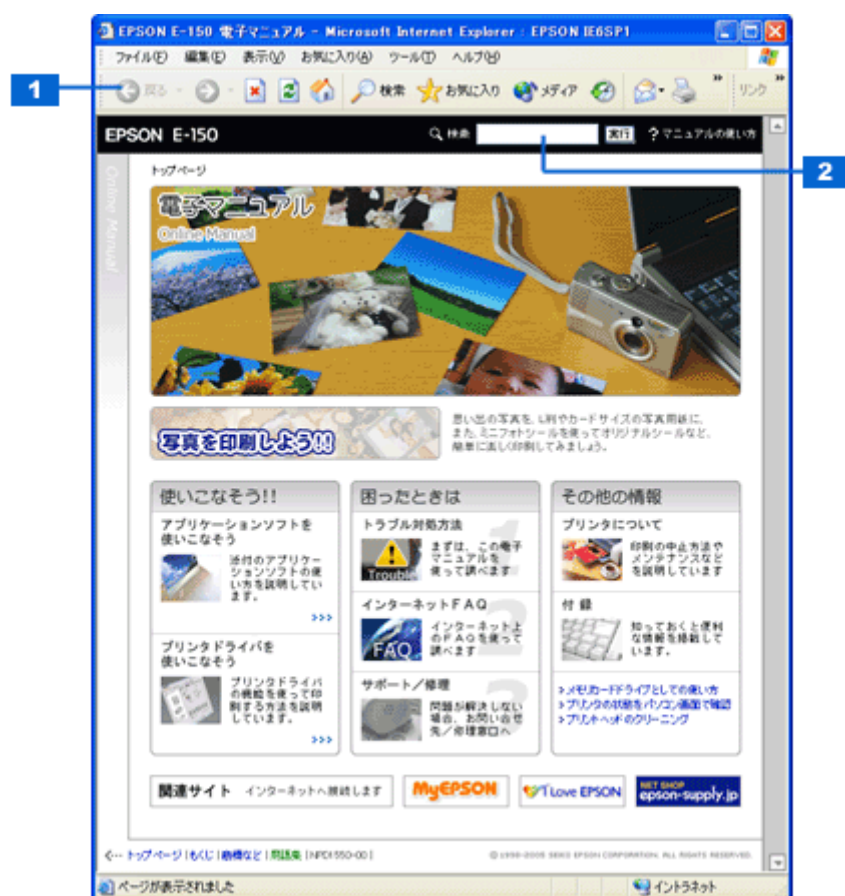 EPSON E-150 電子マニュアル - Microsoft Internet Explorer : EPSON IE6SP1
ファイル(F) 編集(E) 表示(V) お気に入り(A) ツール(T) ヘルプ(H)
1
戻る 検索 お気に入り メディア » リンク »
EPSON E-150 検索 実行 ? マニュアルの使い方
2
Online Manual
トップページ
電子マニュアル
Online Manual
写真を印刷しよう!!
思い出の写真を、L判やカードサイズの写真用紙に、
また、ミニフォトシールを使ってオリジナルシールなど、
簡単に楽しく印刷してみましょう。
使いこなそう!!
アプリケーションソフトを
使いこなそう
添付のアプリケー
ションソフトの使
い方を説明してい
ます。
>>>
プリンタドライバを
使いこなそう
プリンタドライバ
の機能を使って印
刷する方法を説明
しています。
>>>
困ったときは
トラブル対処方法
1
Trouble
まずは、この電子
マニュアルを
使って調べます
インターネットFAQ
2
FAQ
インターネット上
のFAQを使って
調べます
サポート／修理
3
問題が解決しない
場合、お問い合せ
先／修理窓口へ
その他の情報
プリンタについて
印刷の中止方法や
メンテナンスなど
を説明しています
付 録
知っておくと便利
な情報を掲載して
います。
> メモリカードドライブとしての使い方
> プリンタの状態をパソコン画面で確認
> プリントヘッドのクリーニング
関連サイト インターネットへ接続します
MyEPSON
I Love EPSON
NET SHOP
epson-supply.jp
<--- トップページ | もくじ | 商標など | 用語集 | NPD1550-00 |
© 1998-2005 SEIKO EPSON CORPORATION. ALL RIGHTS RESERVED.
ページが表示されました
イントラネット